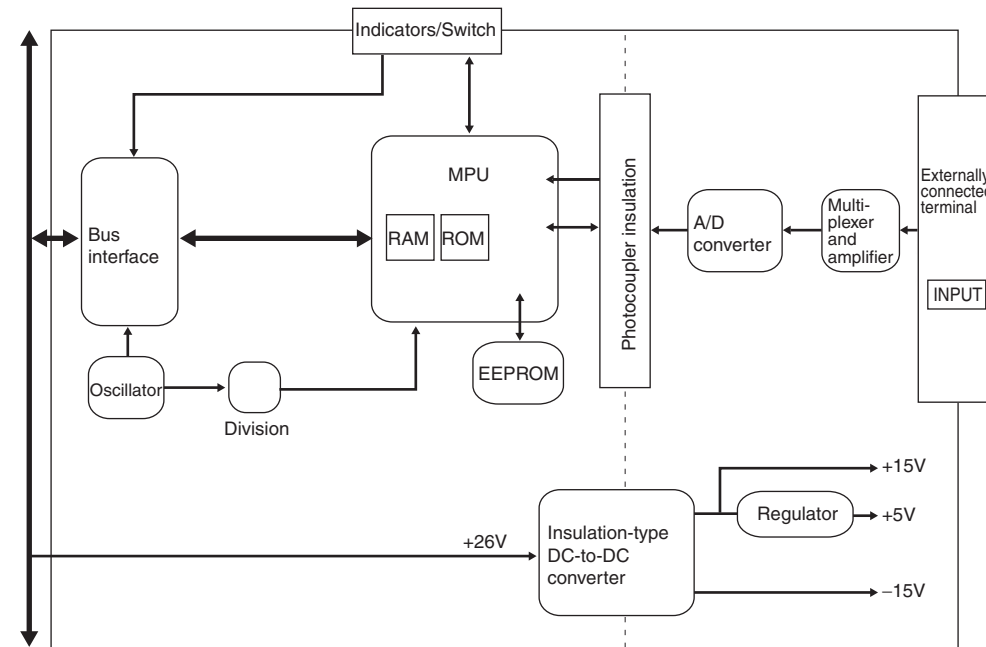 Indicators/Switch
MPU
RAM
ROM
Bus
interface
Oscillator
Division
EEPROM
Photocoupler insulation
A/D
converter
Multi-
plexer
and
amplifier
Externally
connected
terminal
INPUT
+26V
Insulation-type
DC-to-DC
converter
Regulator
+15V
+5V
−15V